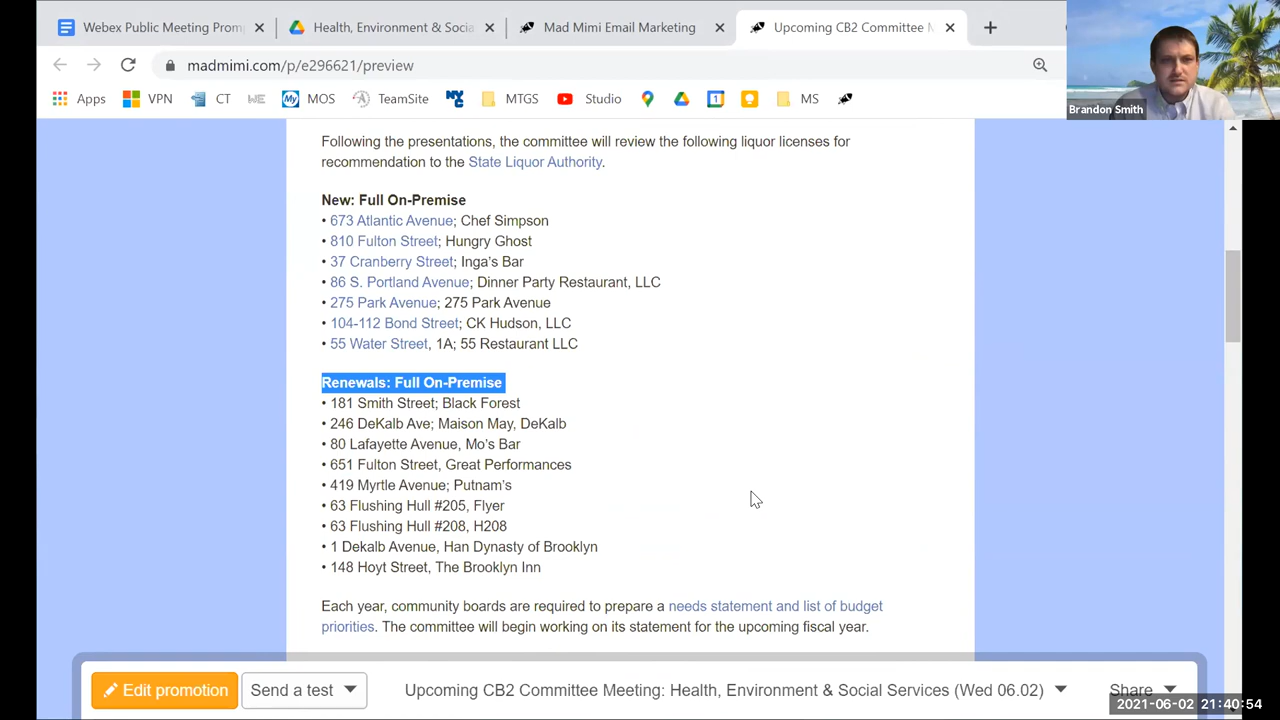 Webex Public Meeting Prom
Health, Environment & Socia
Mad Mimi Email Marketing
Upcoming CB2 Committee M
madmimi.com/p/e296621/preview
Apps
VPN
CT
WE
MOS
TeamSite
NYC
MTGS
Studio
MS
Brandon Smith
Following the presentations, the committee will review the following liquor licenses for
recommendation to the State Liquor Authority.
New: Full On-Premise
• 673 Atlantic Avenue; Chef Simpson
• 810 Fulton Street; Hungry Ghost
• 37 Cranberry Street; Inga's Bar
• 86 S. Portland Avenue; Dinner Party Restaurant, LLC
• 275 Park Avenue; 275 Park Avenue
• 104-112 Bond Street; CK Hudson, LLC
• 55 Water Street, 1A; 55 Restaurant LLC
Renewals: Full On-Premise
• 181 Smith Street; Black Forest
• 246 DeKalb Ave; Maison May, DeKalb
• 80 Lafayette Avenue, Mo's Bar
• 651 Fulton Street, Great Performances
• 419 Myrtle Avenue; Putnam's
• 63 Flushing Hull #205, Flyer
• 63 Flushing Hull #208, H208
• 1 Dekalb Avenue, Han Dynasty of Brooklyn
• 148 Hoyt Street, The Brooklyn Inn
Each year, community boards are required to prepare a needs statement and list of budget
priorities. The committee will begin working on its statement for the upcoming fiscal year.
Edit promotion
Send a test
Upcoming CB2 Committee Meeting: Health, Environment & Social Services (Wed 06.02)
Share
2021-06-02 21:40:54